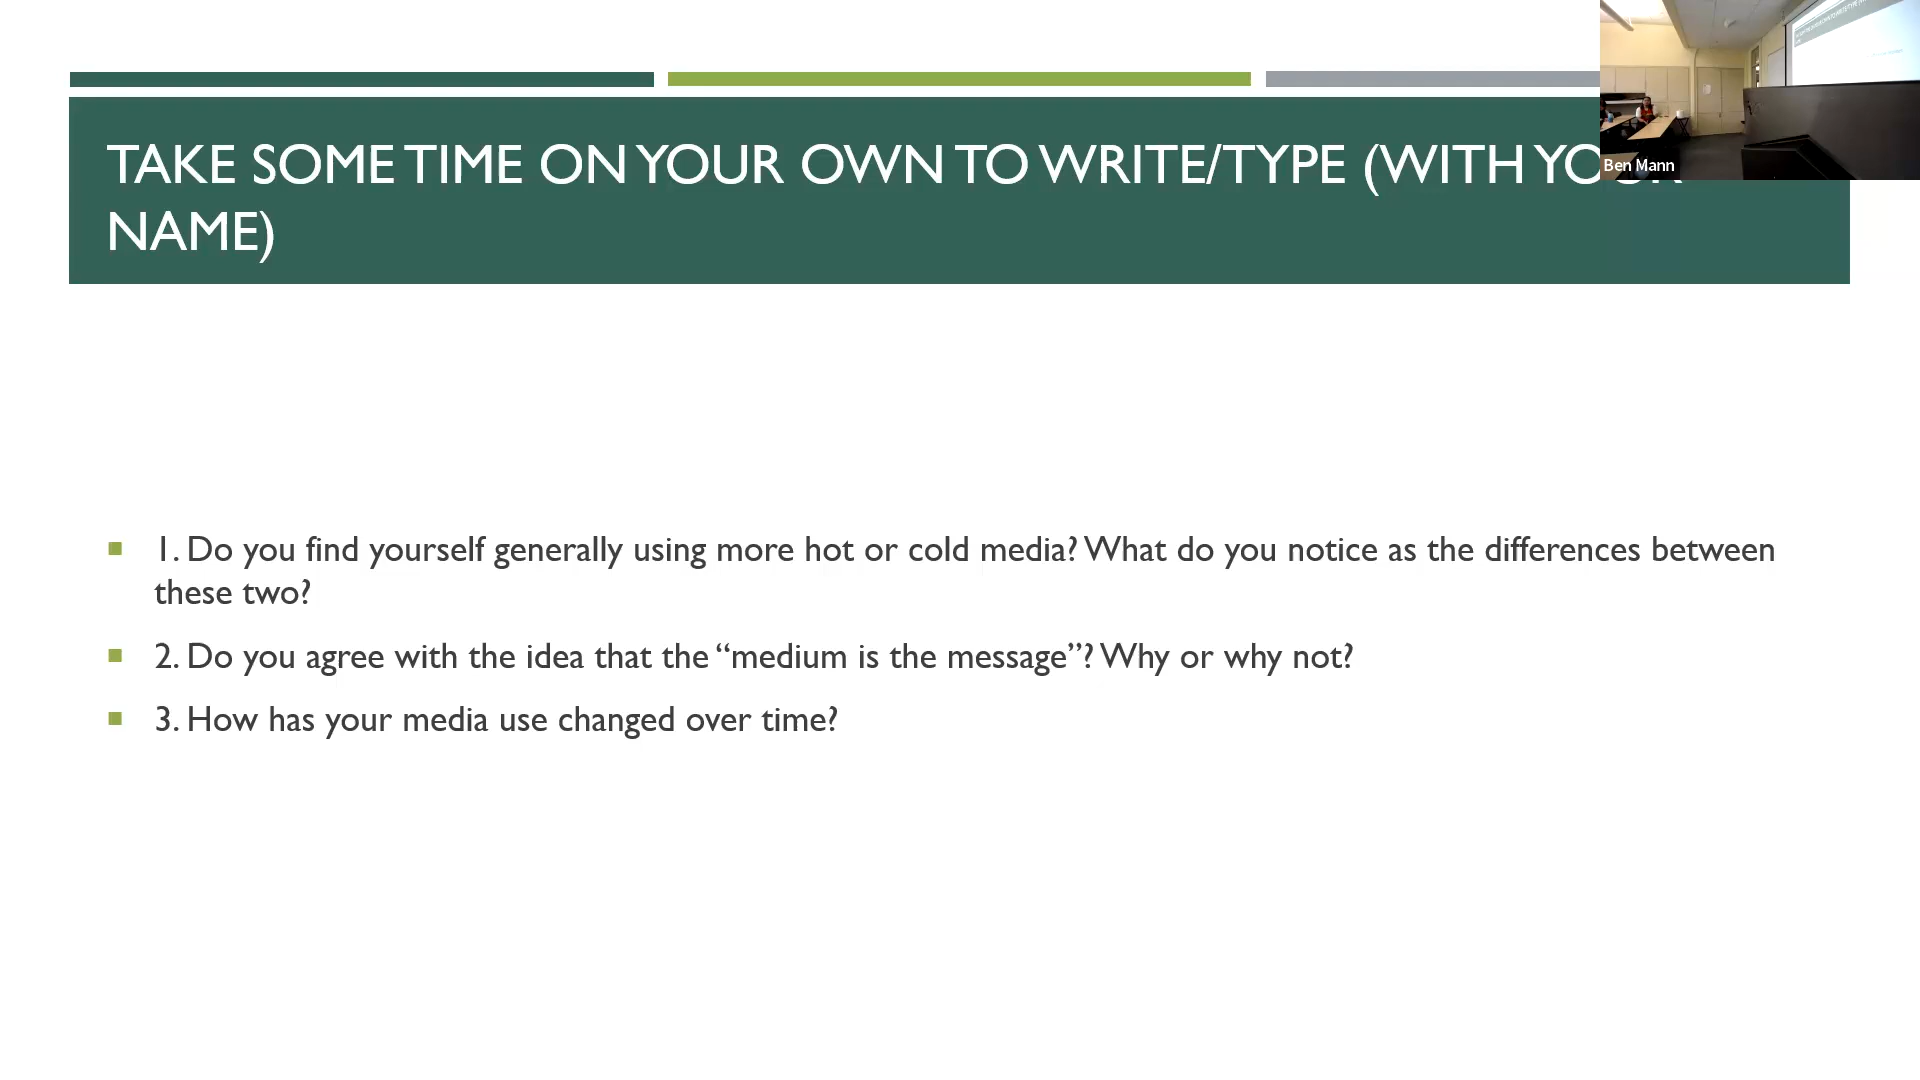 TAKE SOME TIME ON YOUR OWN TO WRITE/TYPE (WITH YOUR
NAME)
Ben Mann
1. Do you find yourself generally using more hot or cold media? What do you notice as the differences between
these two?
2. Do you agree with the idea that the “medium is the message”? Why or why not?
3. How has your media use changed over time?